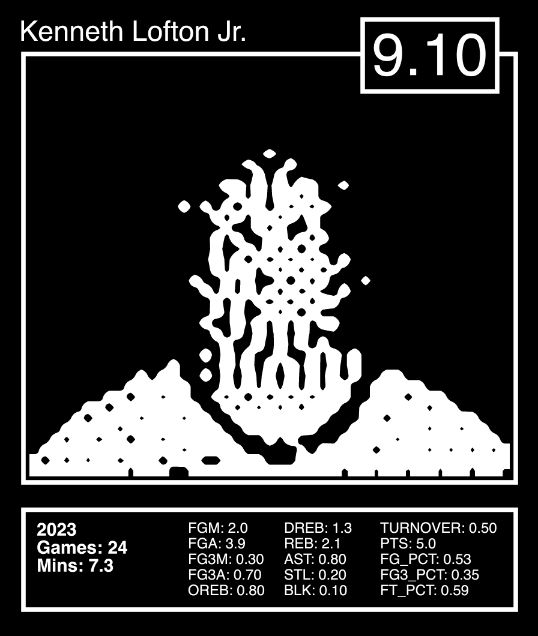 Kenneth Lofton Jr.
9.10
2023
Games: 24
Mins: 7.3
FGM: 2.0
FGA: 3.9
FG3M: 0.30
FG3A: 0.70
OREB: 0.80
DREB: 1.3
REB: 2.1
AST: 0.80
STL: 0.20
BLK: 0.10
TURNOVER: 0.50
PTS: 5.0
FG_PCT: 0.53
FG3_PCT: 0.35
FT_PCT: 0.59